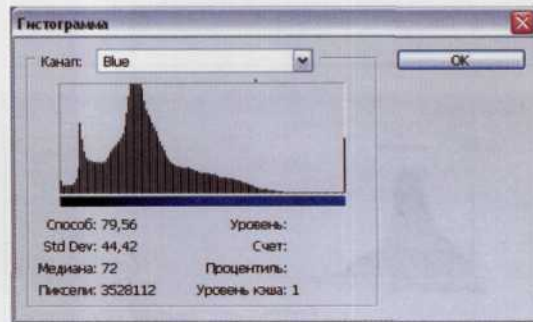 Гистограмма
Канал: Blue
OK
Способ: 79,56 Уровень:
Std Dev: 44,42 Счет:
Медиана: 72 Процентиль:
Пиксели: 3528112 Уровень кэша: 1